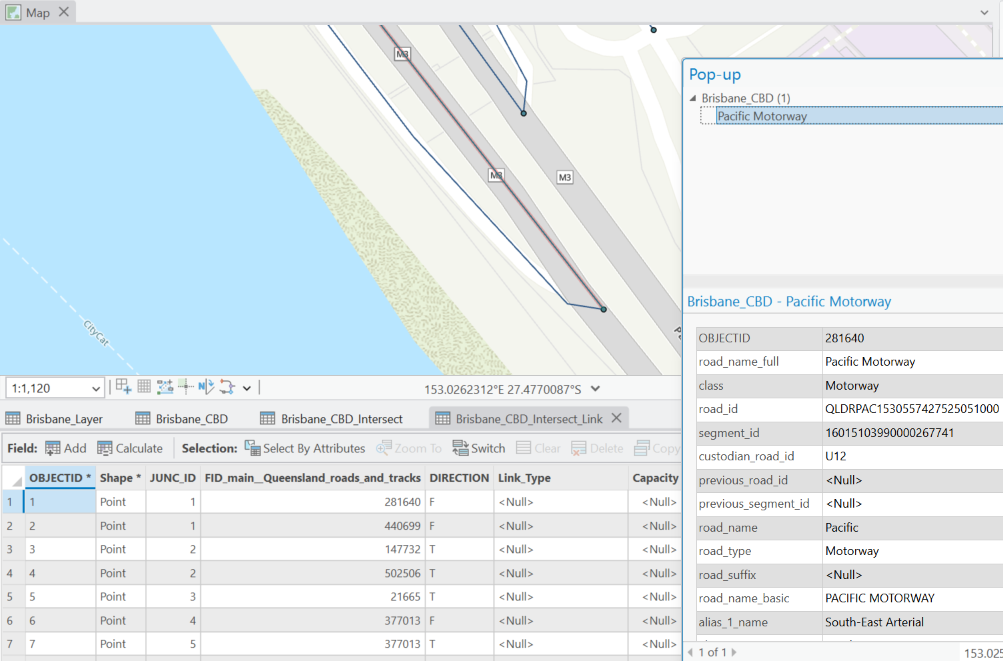 Map
M3
M3
M3
CityCat
Pop-up
Brisbane_CBD (1)
Pacific Motorway
Brisbane_CBD - Pacific Motorway
OBJECTID 281640
road_name_full Pacific Motorway
class Motorway
road_id QLDRPAC1530557427525051000
segment_id 16015103990000267741
custodian_road_id U12
previous_road_id <Null>
previous_segment_id <Null>
road_name Pacific
road_type Motorway
road_suffix <Null>
road_name_basic PACIFIC MOTORWAY
alias_1_name South-East Arterial
1 of 1 153.025
1:1,120 153.0262312°E 27.4770087°S
Brisbane_Layer Brisbane_CBD Brisbane_CBD_Intersect Brisbane_CBD_Intersect_Link
Field: Add Calculate Selection: Select By Attributes Zoom To Switch Clear Delete Copy
OBJECTID * Shape * JUNC_ID FID_main__Queensland_roads_and_tracks DIRECTION Link_Type Capacity
1 1 Point 1 281640 F <Null> <Null>
2 2 Point 1 440699 F <Null> <Null>
3 3 Point 2 147732 T <Null> <Null>
4 4 Point 2 502506 T <Null> <Null>
5 5 Point 3 21665 T <Null> <Null>
6 6 Point 4 377013 F <Null> <Null>
7 7 Point 5 377013 T <Null> <Null>